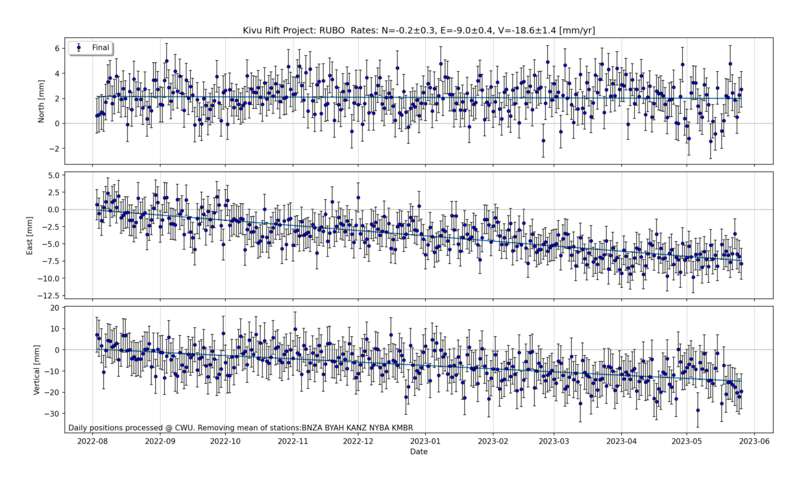 Kivu Rift Project: RUBO Rates: N=-0.2±0.3, E=-9.0±0.4, V=-18.6±1.4 [mm/yr]
Final
North [mm]
6
4
2
0
−2
East [mm]
5.0
2.5
0.0
−2.5
−5.0
−7.5
−10.0
−12.5
Vertical [mm]
20
10
0
−10
−20
−30
Daily positions processed @ CWU. Removing mean of stations:BNZA BYAH KANZ NYBA KMBR
2022-08 2022-09 2022-10 2022-11 2022-12 2023-01 2023-02 2023-03 2023-04 2023-05 2023-06
Date